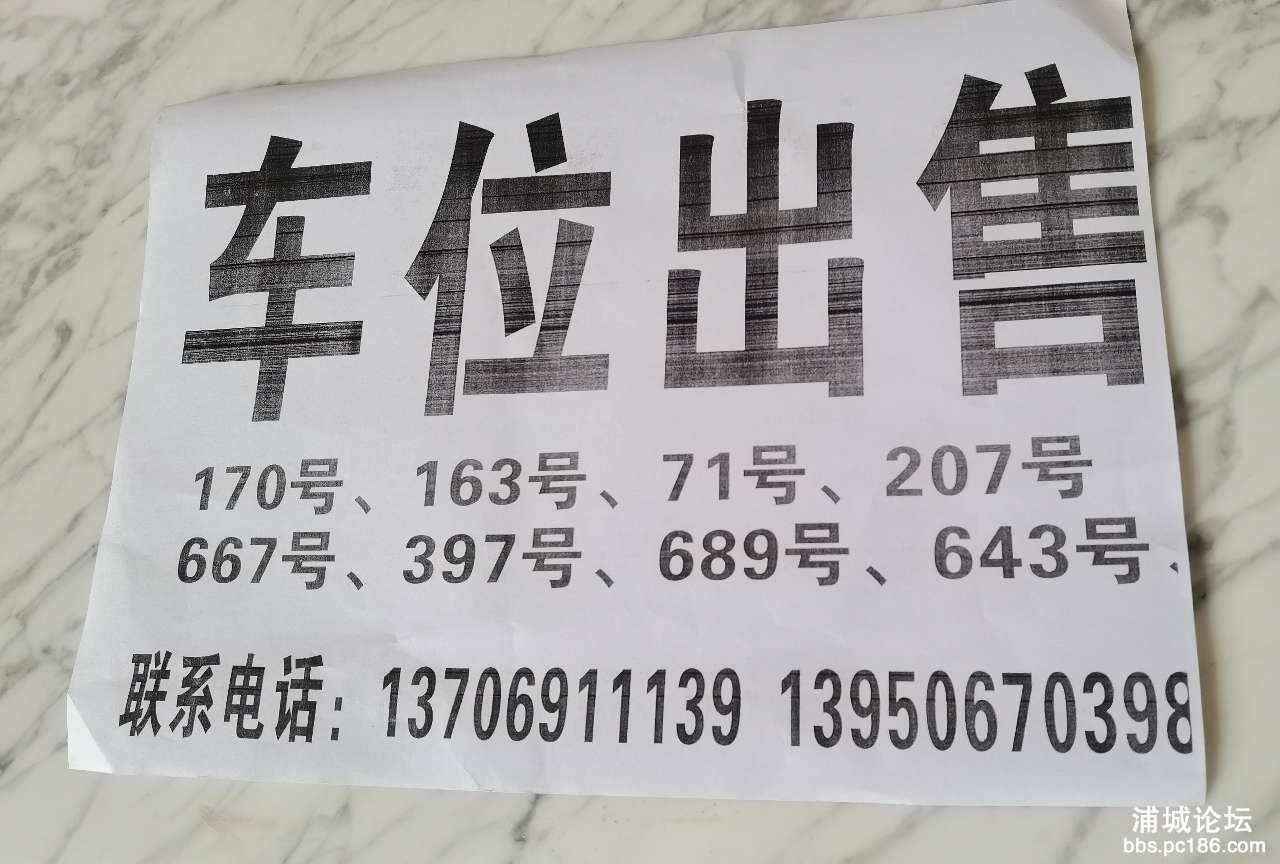 车位出售
170号、163号、71号、207号
667号、397号、689号、643号、
联系电话：13706911139 13950670398
浦城论坛
bbs.pc186.com